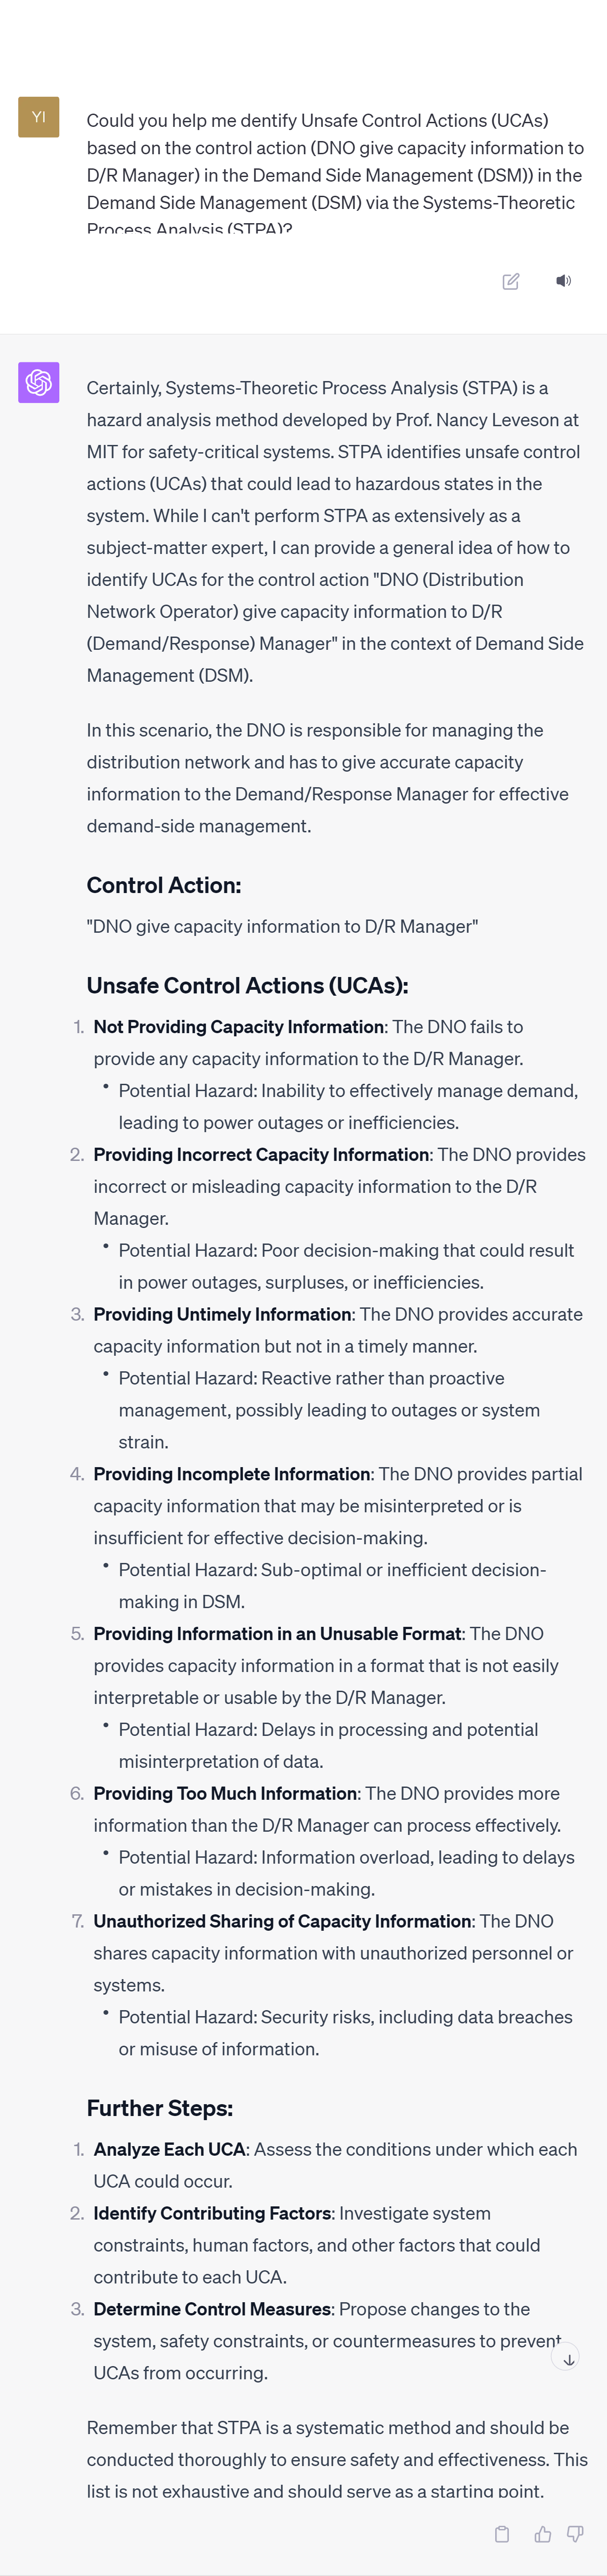 YI
Could you help me dentify Unsafe Control Actions (UCAs)
based on the control action (DNO give capacity information to
D/R Manager) in the Demand Side Management (DSM)) in the
Demand Side Management (DSM) via the Systems-Theoretic
Process Analysis (STPA)?
Certainly, Systems-Theoretic Process Analysis (STPA) is a
hazard analysis method developed by Prof. Nancy Leveson at
MIT for safety-critical systems. STPA identifies unsafe control
actions (UCAs) that could lead to hazardous states in the
system. While I can't perform STPA as extensively as a
subject-matter expert, I can provide a general idea of how to
identify UCAs for the control action "DNO (Distribution
Network Operator) give capacity information to D/R
(Demand/Response) Manager" in the context of Demand Side
Management (DSM).
In this scenario, the DNO is responsible for managing the
distribution network and has to give accurate capacity
information to the Demand/Response Manager for effective
demand-side management.
Control Action:
"DNO give capacity information to D/R Manager"
Unsafe Control Actions (UCAs):
1. Not Providing Capacity Information: The DNO fails to
provide any capacity information to the D/R Manager.
• Potential Hazard: Inability to effectively manage demand,
leading to power outages or inefficiencies.
2. Providing Incorrect Capacity Information: The DNO provides
incorrect or misleading capacity information to the D/R
Manager.
• Potential Hazard: Poor decision-making that could result
in power outages, surpluses, or inefficiencies.
3. Providing Untimely Information: The DNO provides accurate
capacity information but not in a timely manner.
• Potential Hazard: Reactive rather than proactive
management, possibly leading to outages or system
strain.
4. Providing Incomplete Information: The DNO provides partial
capacity information that may be misinterpreted or is
insufficient for effective decision-making.
• Potential Hazard: Sub-optimal or inefficient decision-
making in DSM.
5. Providing Information in an Unusable Format: The DNO
provides capacity information in a format that is not easily
interpretable or usable by the D/R Manager.
• Potential Hazard: Delays in processing and potential
misinterpretation of data.
6. Providing Too Much Information: The DNO provides more
information than the D/R Manager can process effectively.
• Potential Hazard: Information overload, leading to delays
or mistakes in decision-making.
7. Unauthorized Sharing of Capacity Information: The DNO
shares capacity information with unauthorized personnel or
systems.
• Potential Hazard: Security risks, including data breaches
or misuse of information.
Further Steps:
1. Analyze Each UCA: Assess the conditions under which each
UCA could occur.
2. Identify Contributing Factors: Investigate system
constraints, human factors, and other factors that could
contribute to each UCA.
3. Determine Control Measures: Propose changes to the
system, safety constraints, or countermeasures to prevent
UCAs from occurring.
Remember that STPA is a systematic method and should be
conducted thoroughly to ensure safety and effectiveness. This
list is not exhaustive and should serve as a starting point.